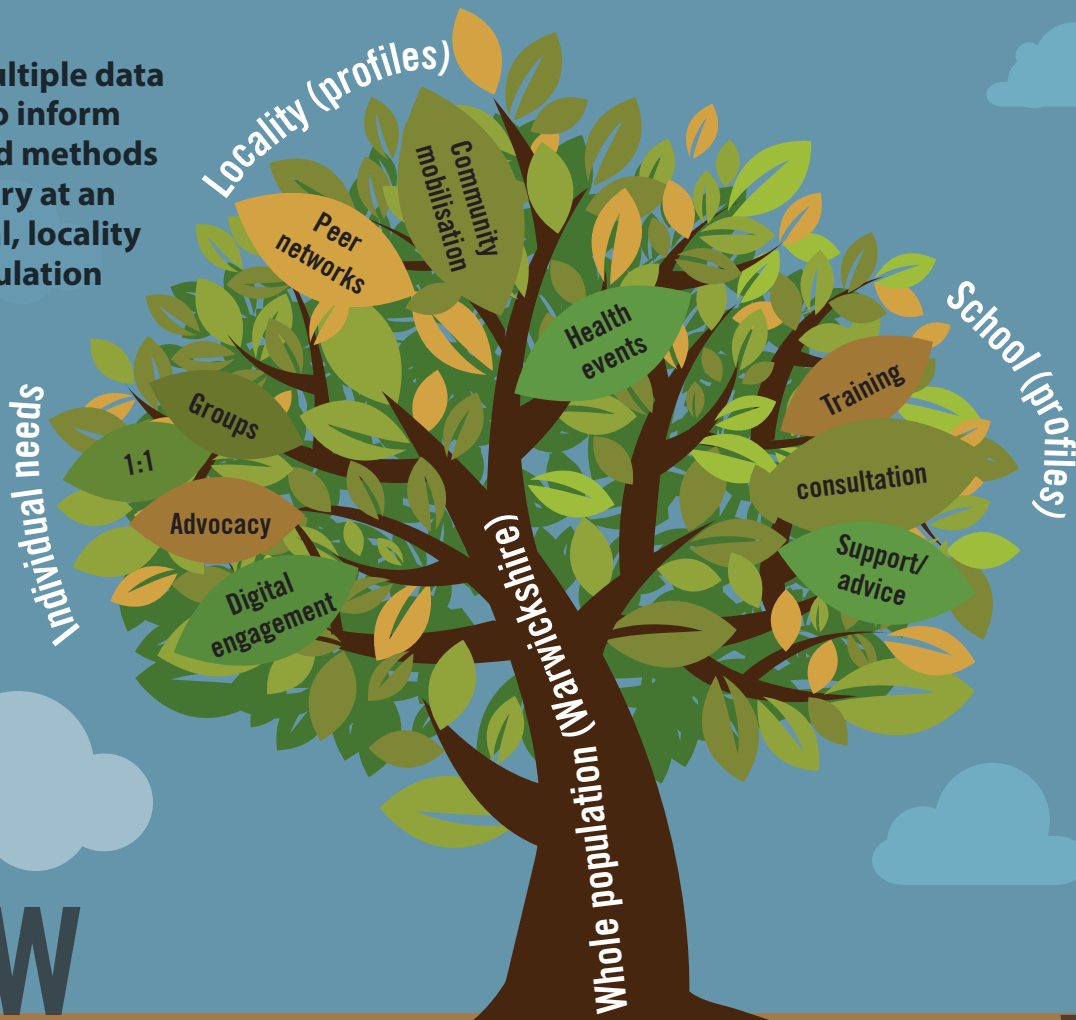 ultiple data
o inform
d methods
ry at an
l, locality
ulation
Locality (profiles)
Community
mobilisation
Peer
networks
Health
events
School (profiles)
Training
consultation
Support/
advice
Individual needs
Groups
1:1
Advocacy
Digital
engagement
Whole population (Warwickshire)
W